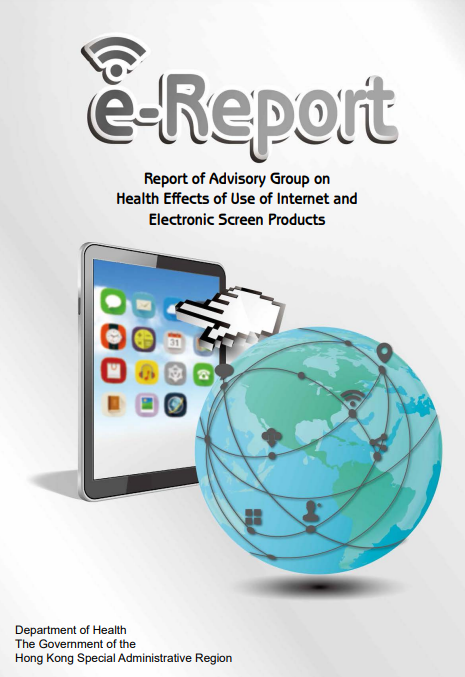 e-Report
Report of Advisory Group on
Health Effects of Use of Internet and
Electronic Screen Products
31
Department of Health
The Government of the
Hong Kong Special Administrative Region